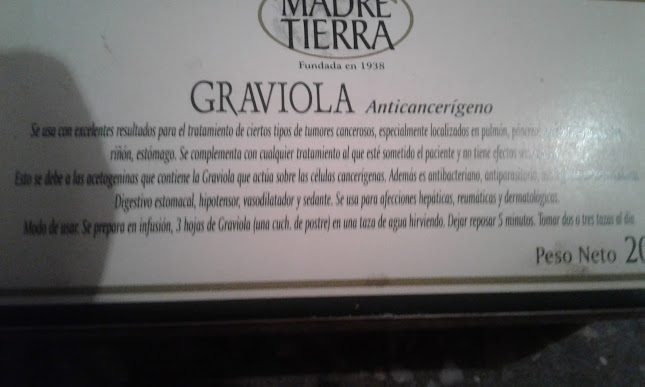 MADRE
TIERRA
Fundada en 1938
GRAVIOLA Anticancerígeno
Se usa con excelentes resultados para el tratamiento de ciertos tipos de tumores cancerosos, especialmente localizados en pulmón,
riñón, estómago. Se complementa con cualquier tratamiento al que esté sometido el paciente y no tiene efectos
Esto se debe a las acetogeninas que contiene la Graviola que actúa sobre las células cancerígenas. Además es antibacteriano, antiparasitario,
Digestivo estomacal, hipotensor, vasodilatador y sedante. Se usa para afecciones hepáticas, reumáticas y dermatológicas.
Modo de usar: Se prepara en infusión, 3 hojas de Graviola (una cuch. de postre) en una taza de agua hirviendo. Dejar reposar 5 minutos. Tomar dos o tres tazas al día.
Peso Neto 20